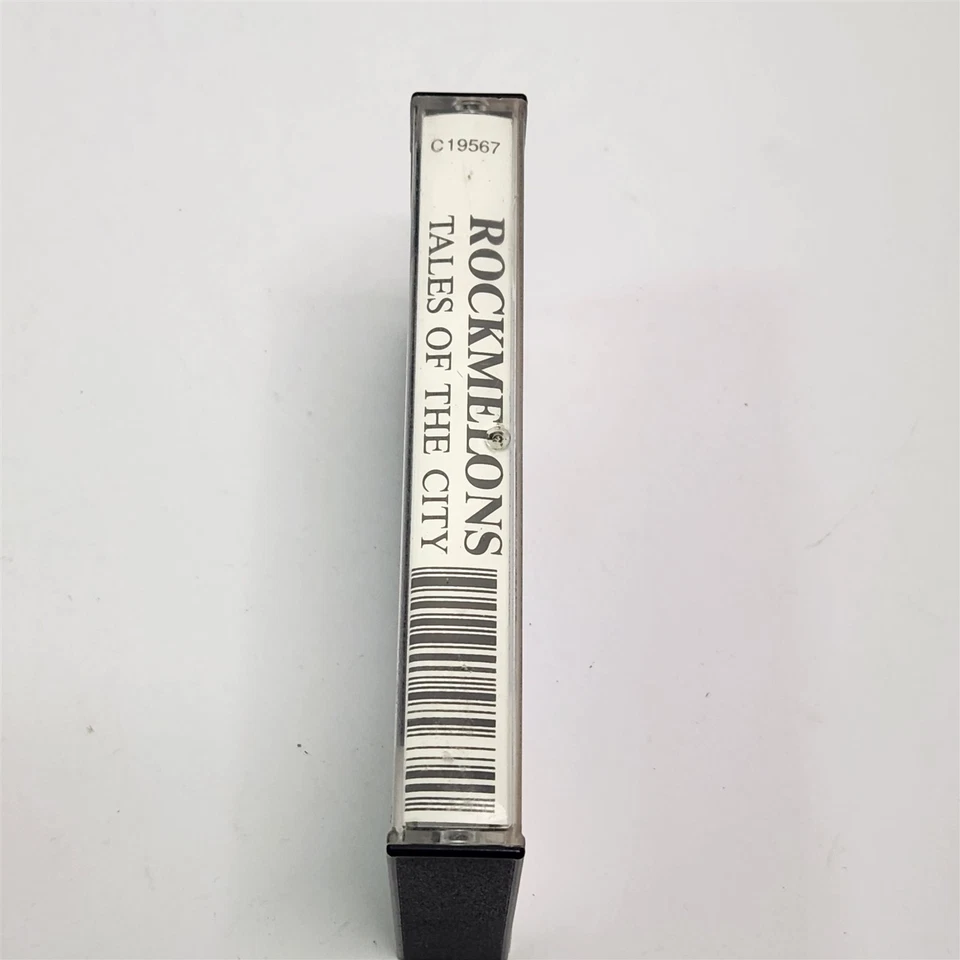 C19567
ROCKMELONS
TALES OF THE CITY